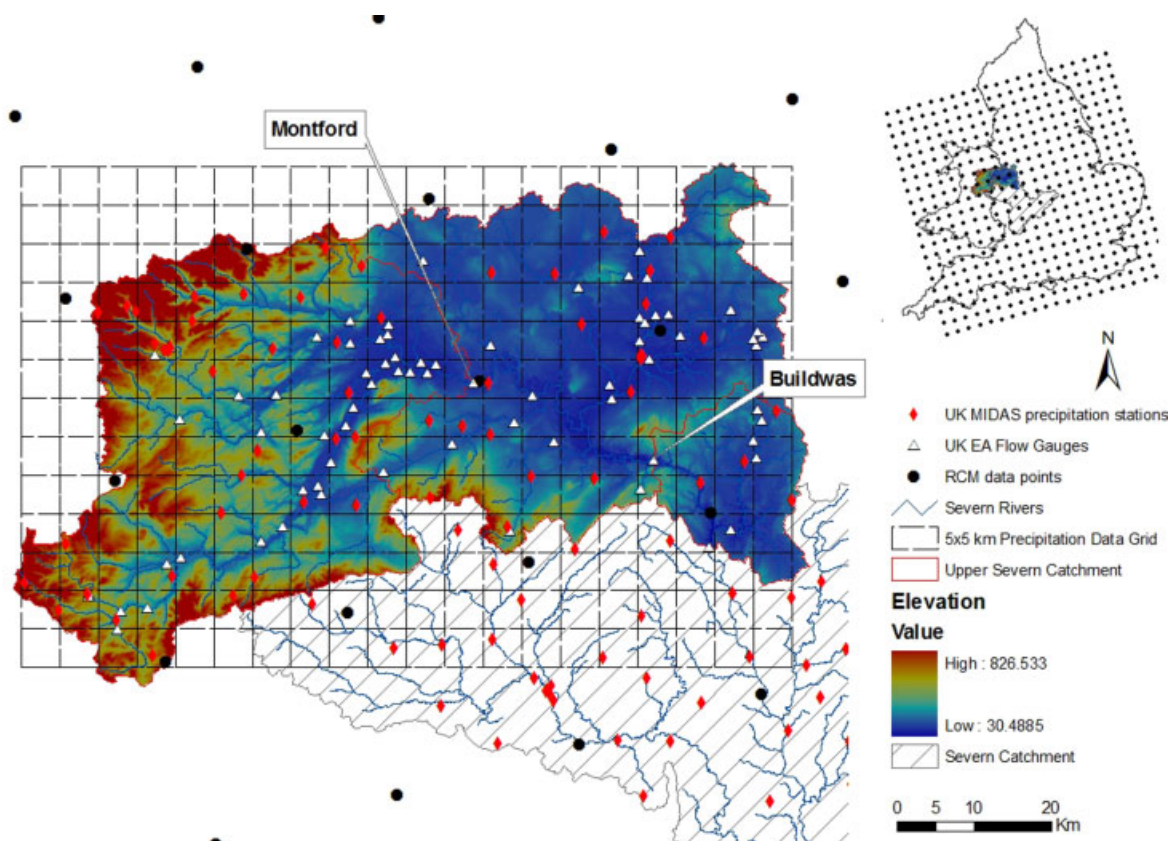 Montford
Buildwas
N
UK MIDAS precipitation stations
UK EA Flow Gauges
RCM data points
Severn Rivers
5x5 km Precipitation Data Grid
Upper Severn Catchment
Elevation
Value
High : 826.533
Low : 30.4885
Severn Catchment
0 5 10 20
Km